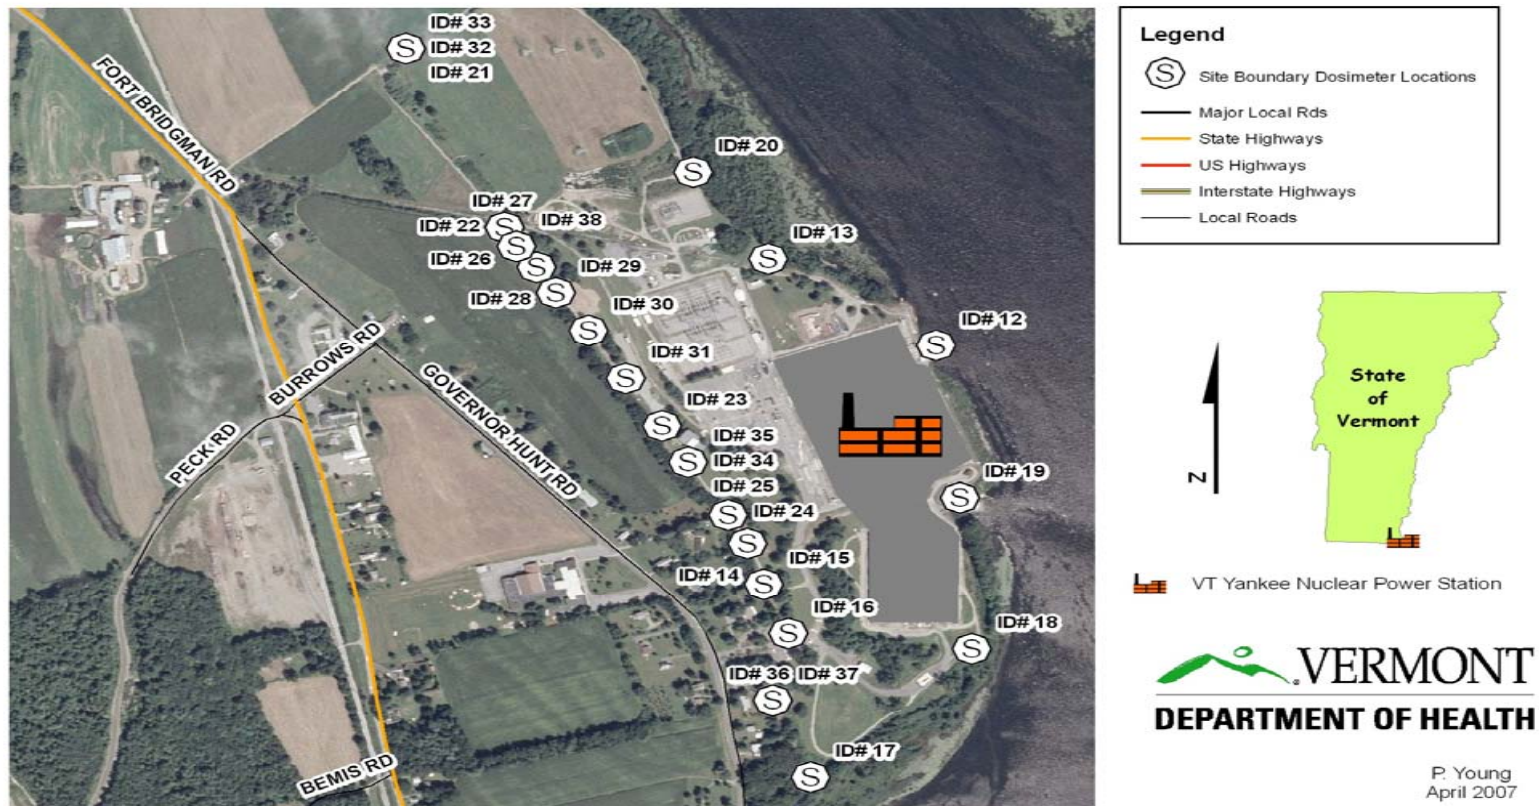 ID# 33
S
ID# 32
ID# 21
FORT BRIDGMAN RD
ID# 20
S
ID# 27
ID# 22
S
ID# 38
S
ID# 26
S
ID# 29
ID# 28
S
ID# 13
S
ID# 30
S
ID# 12
S
ID# 31
S
BURROWS RD
PECK RD
GOVERNOR HUNT RD
ID# 23
S
ID# 35
ID# 34
S
ID# 25
S
ID# 24
S
ID# 19
S
ID# 15
ID# 14
S
ID# 16
S
ID# 18
S
ID# 36
ID# 37
S
ID# 17
S
BEMIS RD
Legend
S Site Boundary Dosimeter Locations
Major Local Rds
State Highways
US Highways
Interstate Highways
Local Roads
State
of
Vermont
N
VT Yankee Nuclear Power Station
VERMONT
DEPARTMENT OF HEALTH
P. Young
April 2007